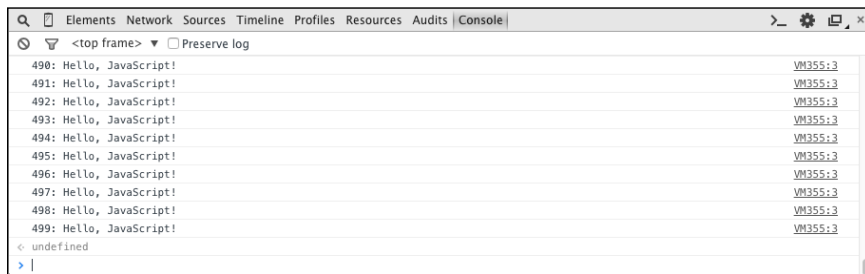 Elements Network Sources Timeline Profiles Resources Audits Console
<top frame> ▼ Preserve log
490: Hello, JavaScript! VM355:3
491: Hello, JavaScript! VM355:3
492: Hello, JavaScript! VM355:3
493: Hello, JavaScript! VM355:3
494: Hello, JavaScript! VM355:3
495: Hello, JavaScript! VM355:3
496: Hello, JavaScript! VM355:3
497: Hello, JavaScript! VM355:3
498: Hello, JavaScript! VM355:3
499: Hello, JavaScript! VM355:3
undefined